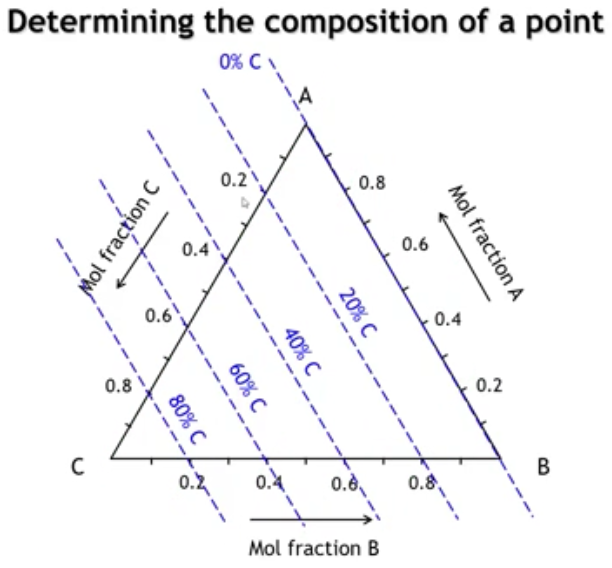 Determining the composition of a point
0% C
A
0.2
0.8
Mol fraction C
Mol fraction A
0.4
0.6
20% C
0.6
0.4
40% C
60% C
0.8
0.2
80% C
C
B
0.2
0.4
0.6
0.8
Mol fraction B